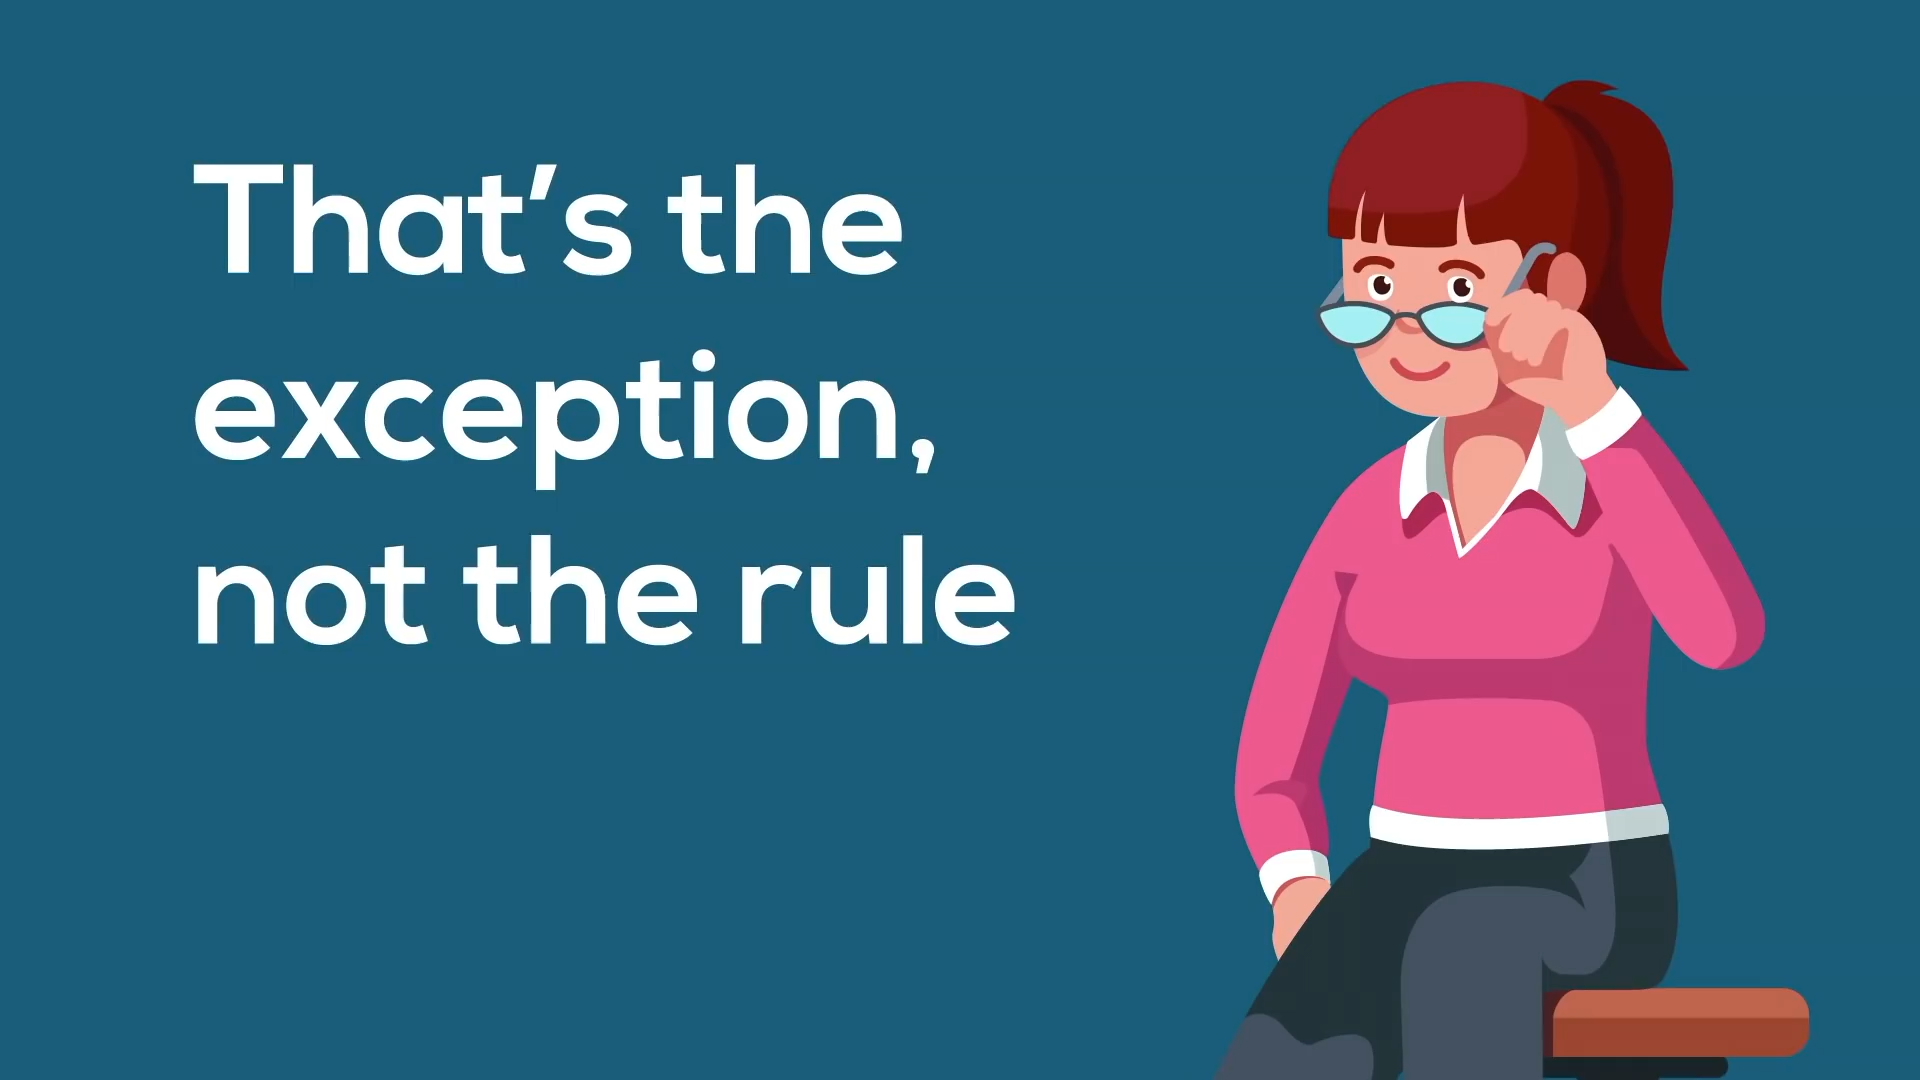 That’s the
exception,
not the rule